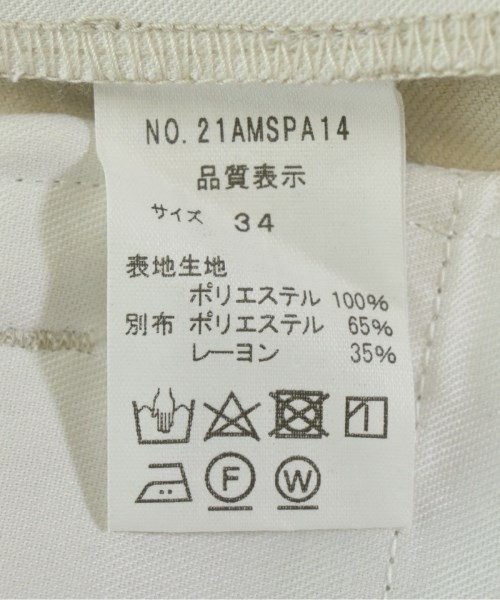 NO. 21AMSPA14
品質表示
サイズ 34
表地生地
ポリエステル 100%
別布 ポリエステル 65%
レーヨン 35%
F W